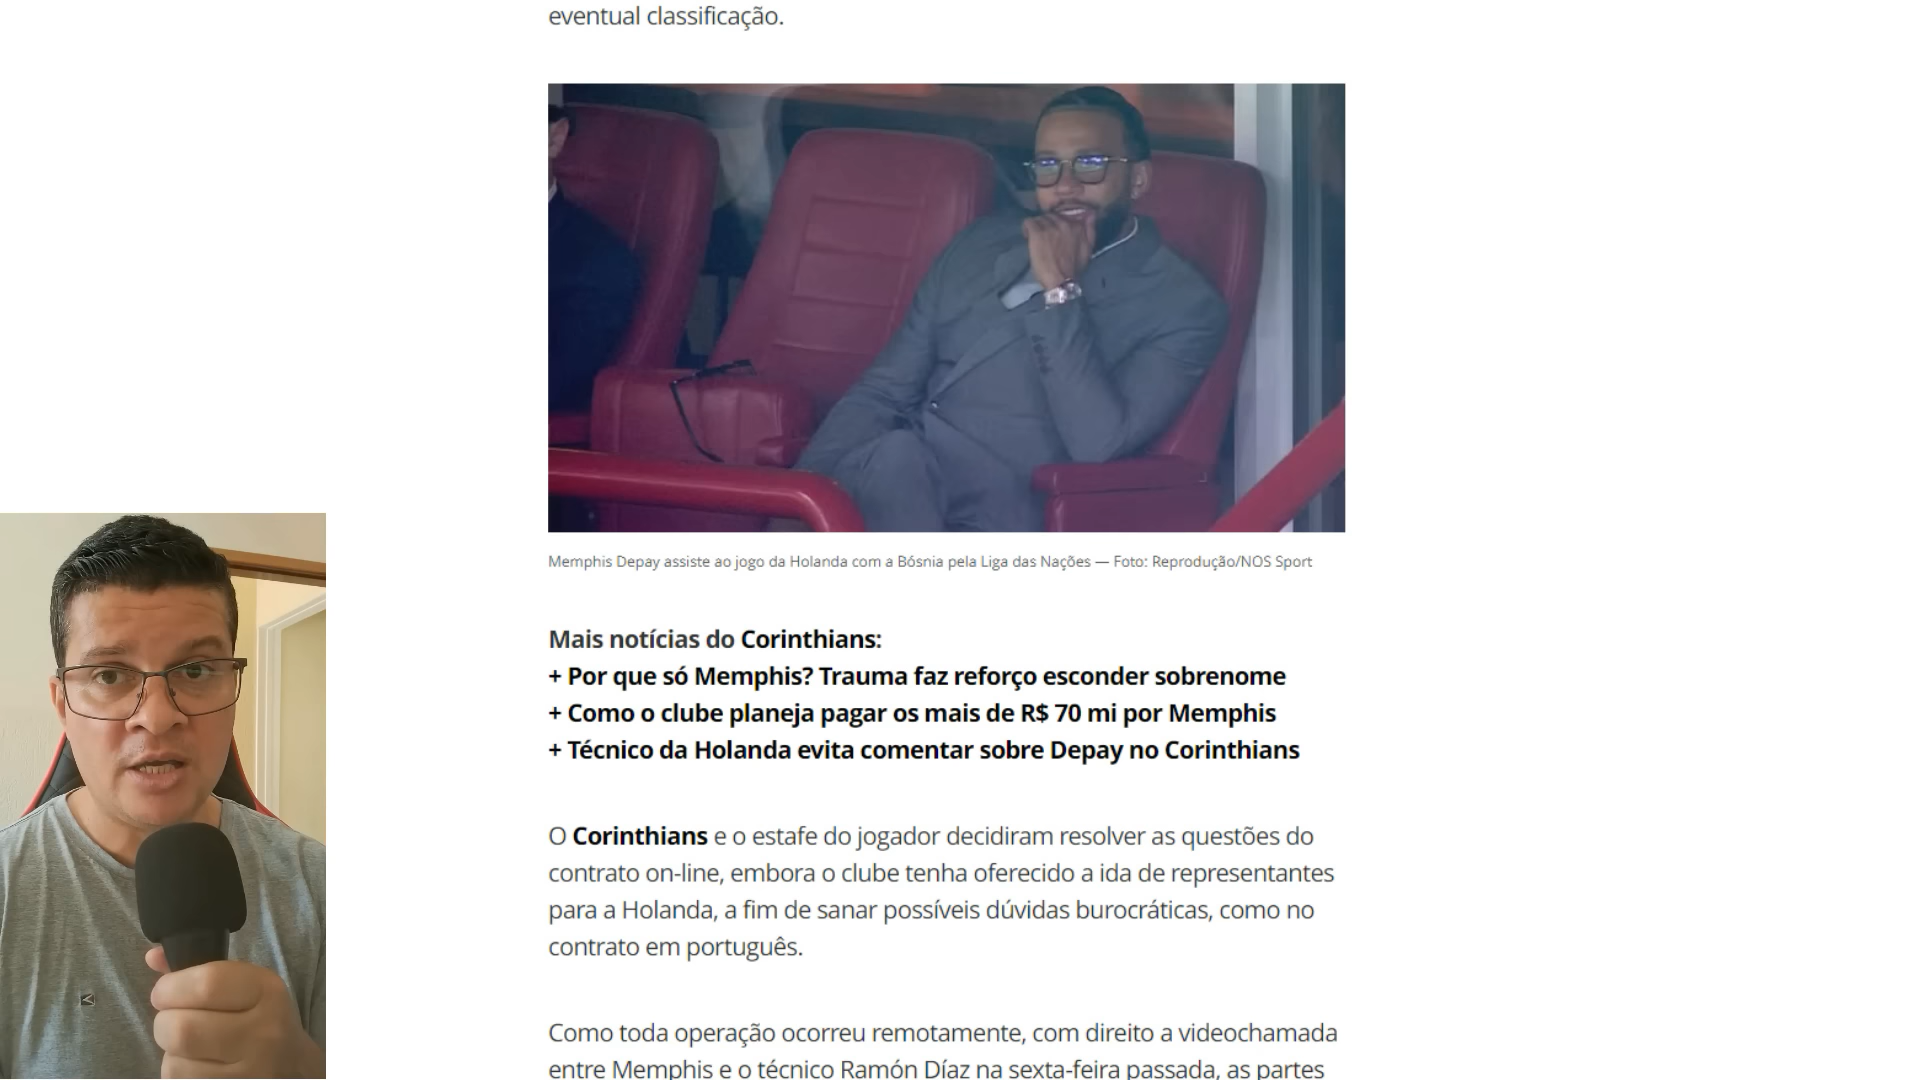 eventual classificação.
Memphis Depay assiste ao jogo da Holanda com a Bósnia pela Liga das Nações — Foto: Reprodução/NOS Sport
Mais notícias do Corinthians:
+ Por que só Memphis? Trauma faz reforço esconder sobrenome
+ Como o clube planeja pagar os mais de R$ 70 mi por Memphis
+ Técnico da Holanda evita comentar sobre Depay no Corinthians
O Corinthians e o estafe do jogador decidiram resolver as questões do
contrato on-line, embora o clube tenha oferecido a ida de representantes
para a Holanda, a fim de sanar possíveis dúvidas burocráticas, como no
contrato em português.
Como toda operação ocorreu remotamente, com direito a videochamada
entre Memphis e o técnico Ramón Díaz na sexta-feira passada, as partes